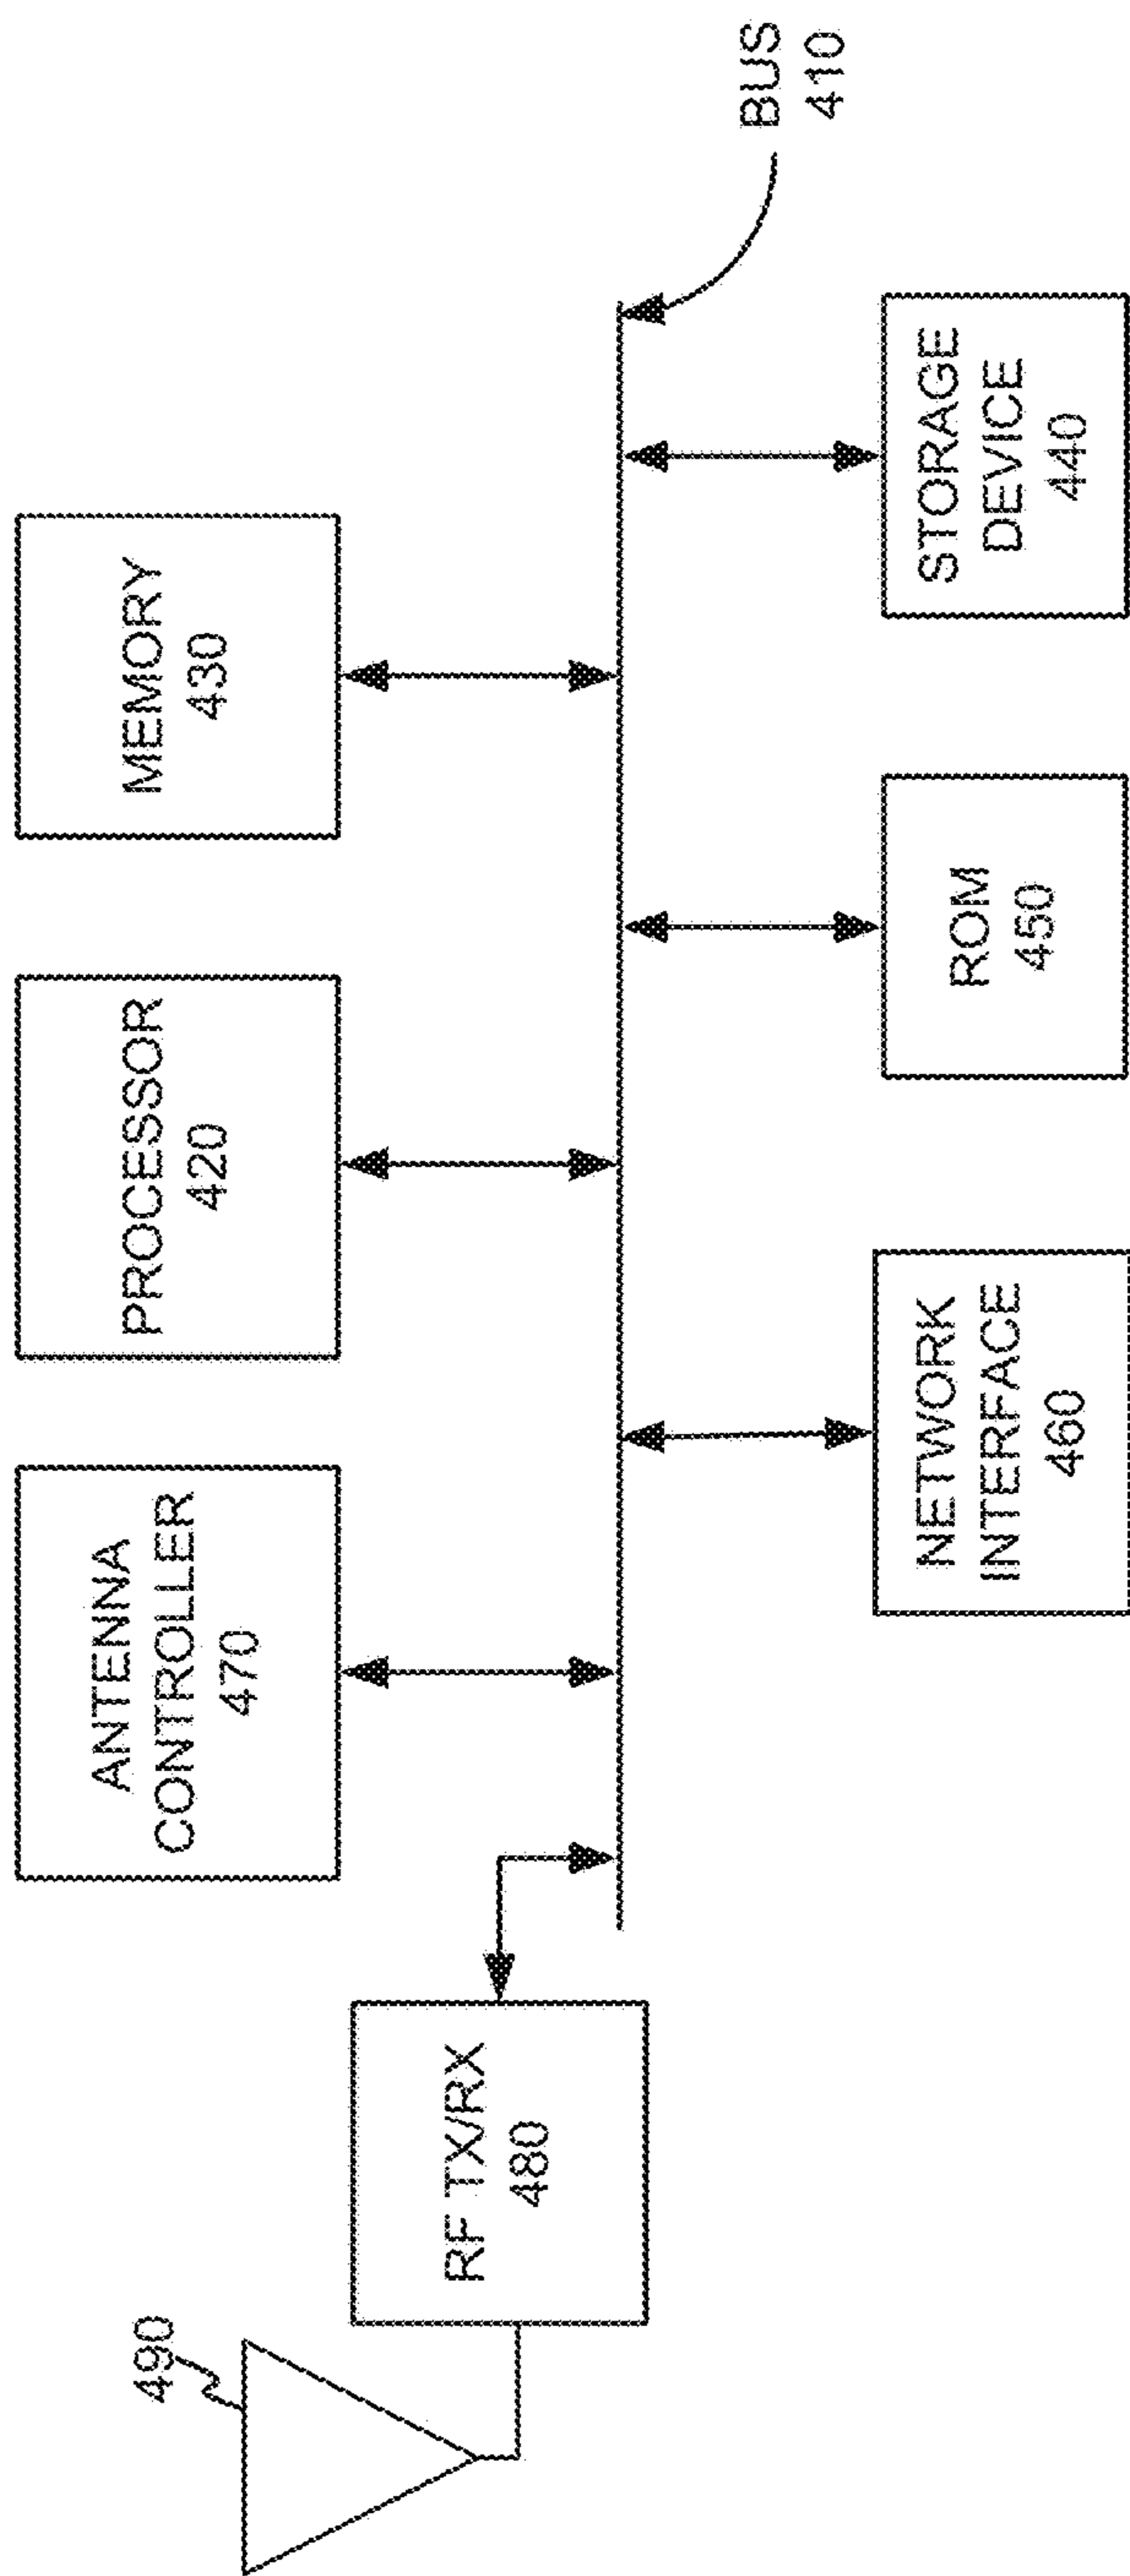 490
RF TX/RX
480
ANTENNA
CONTROLLER
470
PROCESSOR
420
MEMORY
430
BUS
410
NETWORK
INTERFACE
460
ROM
450
STORAGE
DEVICE
440